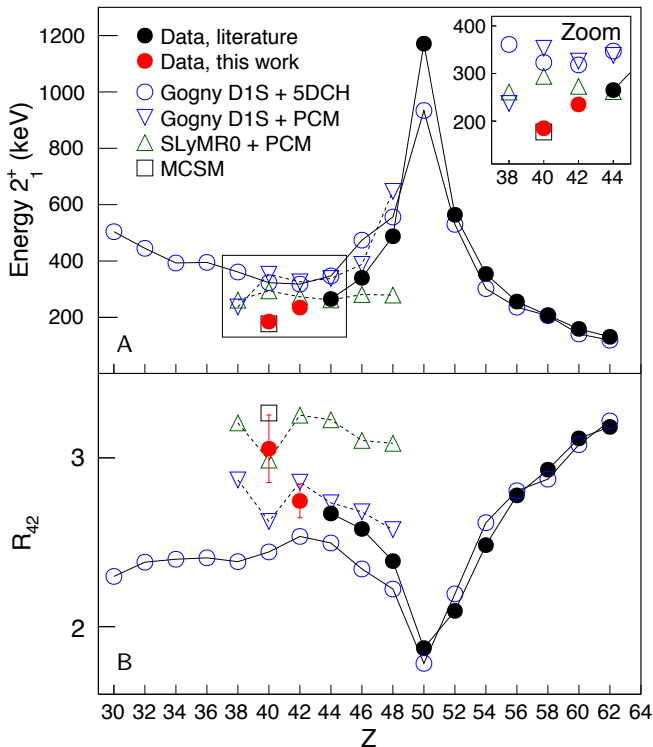 1200
1000
800
600
400
200
Energy 2₁⁺ (keV)
Data, literature
Data, this work
Gogny D1S + 5DCH
Gogny D1S + PCM
SLyMR0 + PCM
MCSM
Zoom
400
300
200
38 40 42 44
A
3
2
R₄₂
B
30 32 34 36 38 40 42 44 46 48 50 52 54 56 58 60 62 64
Z